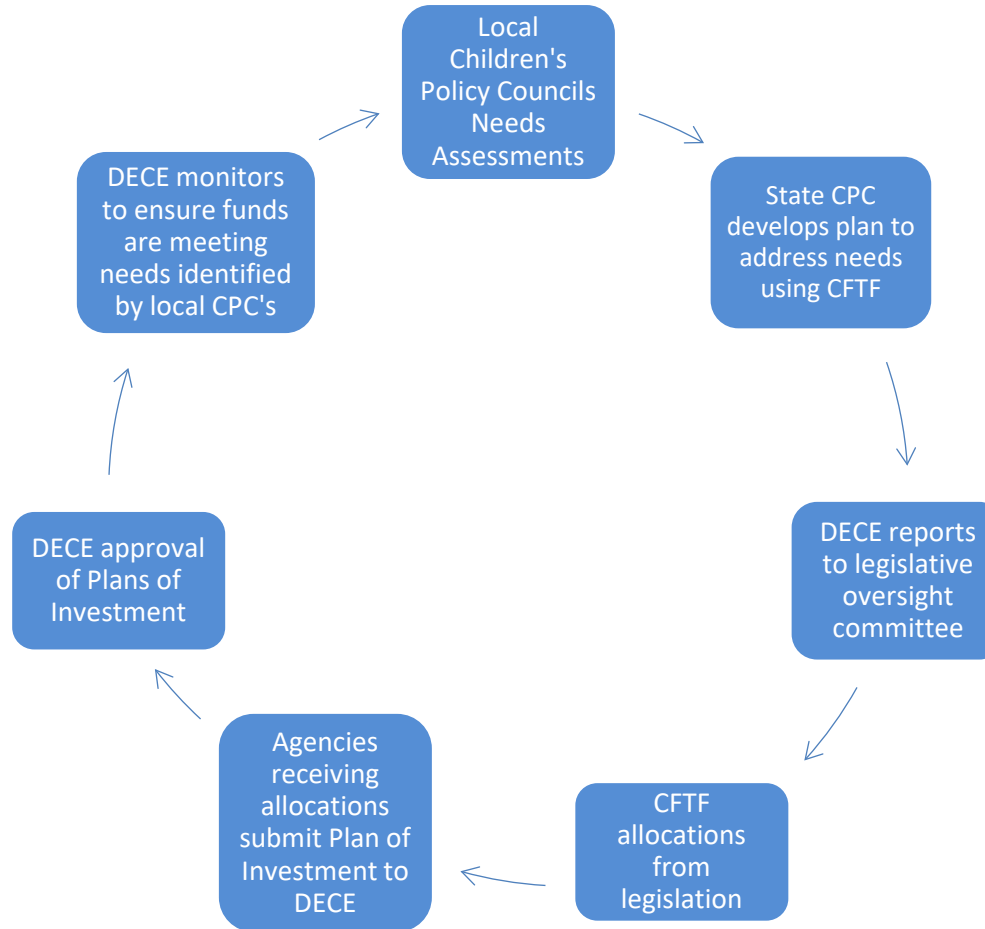 Local
Children's
Policy Councils
Needs
Assessments
State CPC
develops plan to
address needs
using CFTF
DECE reports
to legislative
oversight
committee
CFTF
allocations
from
legislation
Agencies
receiving
allocations
submit Plan of
Investment to
DECE
DECE approval
of Plans of
Investment
DECE monitors
to ensure funds
are meeting
needs identified
by local CPC's